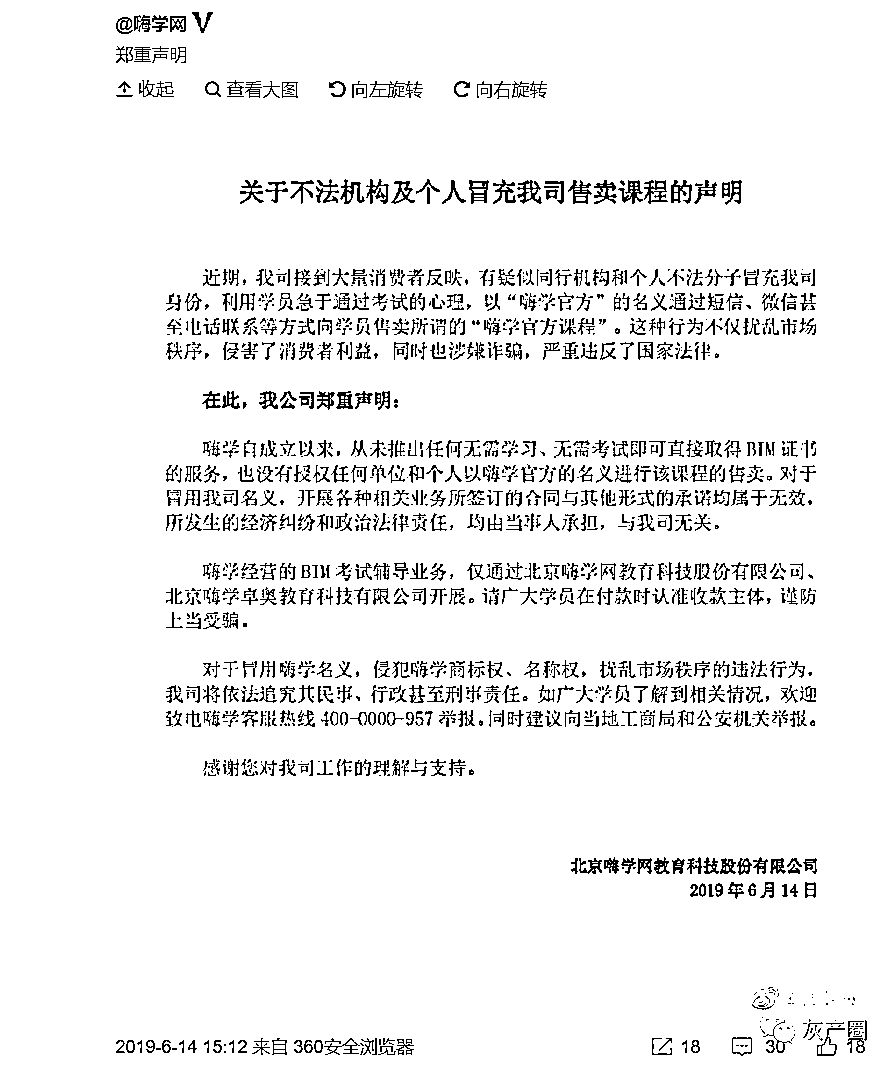 @嗨学网 V
郑重声明
收起 查看大图 向左旋转 向右旋转
关于不法机构及个人冒充我司售卖课程的声明
近期，我司接到大量消费者反映，有疑似同行机构和个人不法分子冒充我司
身份，利用学员急于通过考试的心理，以“嗨学官方”的名义通过短信、微信甚
至电话联系等方式向学员售卖所谓的“嗨学官方课程”。这种行为不仅扰乱市场
秩序，侵害了消费者利益，同时也涉嫌诈骗，严重违反了国家法律。
在此，我公司郑重声明：
嗨学自成立以来，从未推出任何无需学习、无需考试即可直接取得 BIM 证书
的服务，也没有授权任何单位和个人以嗨学官方的名义进行该课程的售卖。对于
冒用我司名义，开展各种相关业务所签订的合同与其他形式的承诺均属于无效，
所发生的经济纠纷和政治法律责任，均由当事人承担，与我司无关。
嗨学经营的 BIM 考试辅导业务，仅通过北京嗨学网教育科技股份有限公司、
北京嗨学卓奥教育科技有限公司开展。请广大学员在付款时认准收款主体，谨防
上当受骗。
对于冒用嗨学名义，侵犯嗨学商标权、名称权，扰乱市场秩序的违法行为，
我司将依法追究其民事、行政甚至刑事责任。如广大学员了解到相关情况，欢迎
致电嗨学客服热线 400-0000-957 举报。同时建议向当地工商局和公安机关举报。
感谢您对我司工作的理解与支持。
北京嗨学网教育科技股份有限公司
2019 年 6 月 14 日
灰产圈
2019-6-14 15:12 来自 360安全浏览器 18 30 18